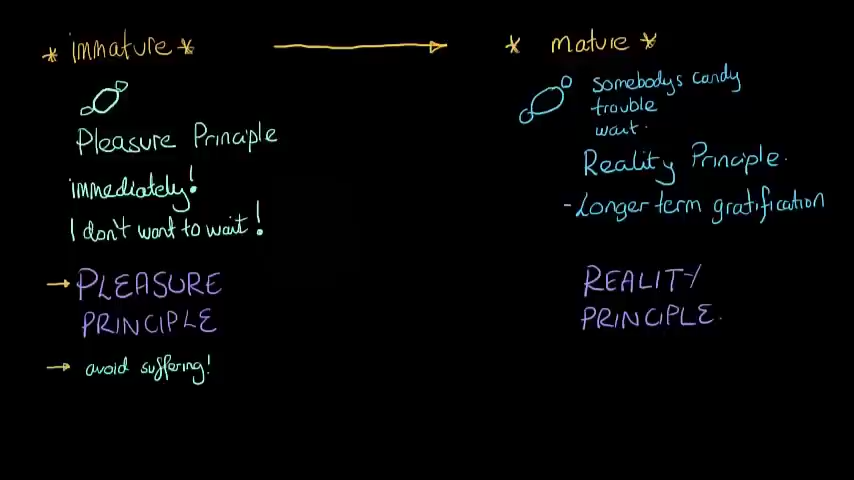 * immature *
Pleasure Principle
immediately!
I don't want to wait!
→ PLEASURE
PRINCIPLE
→ avoid suffering!
* mature *
somebodys candy
trouble
wait.
Reality Principle.
- Longer term gratification
REALITY
PRINCIPLE.